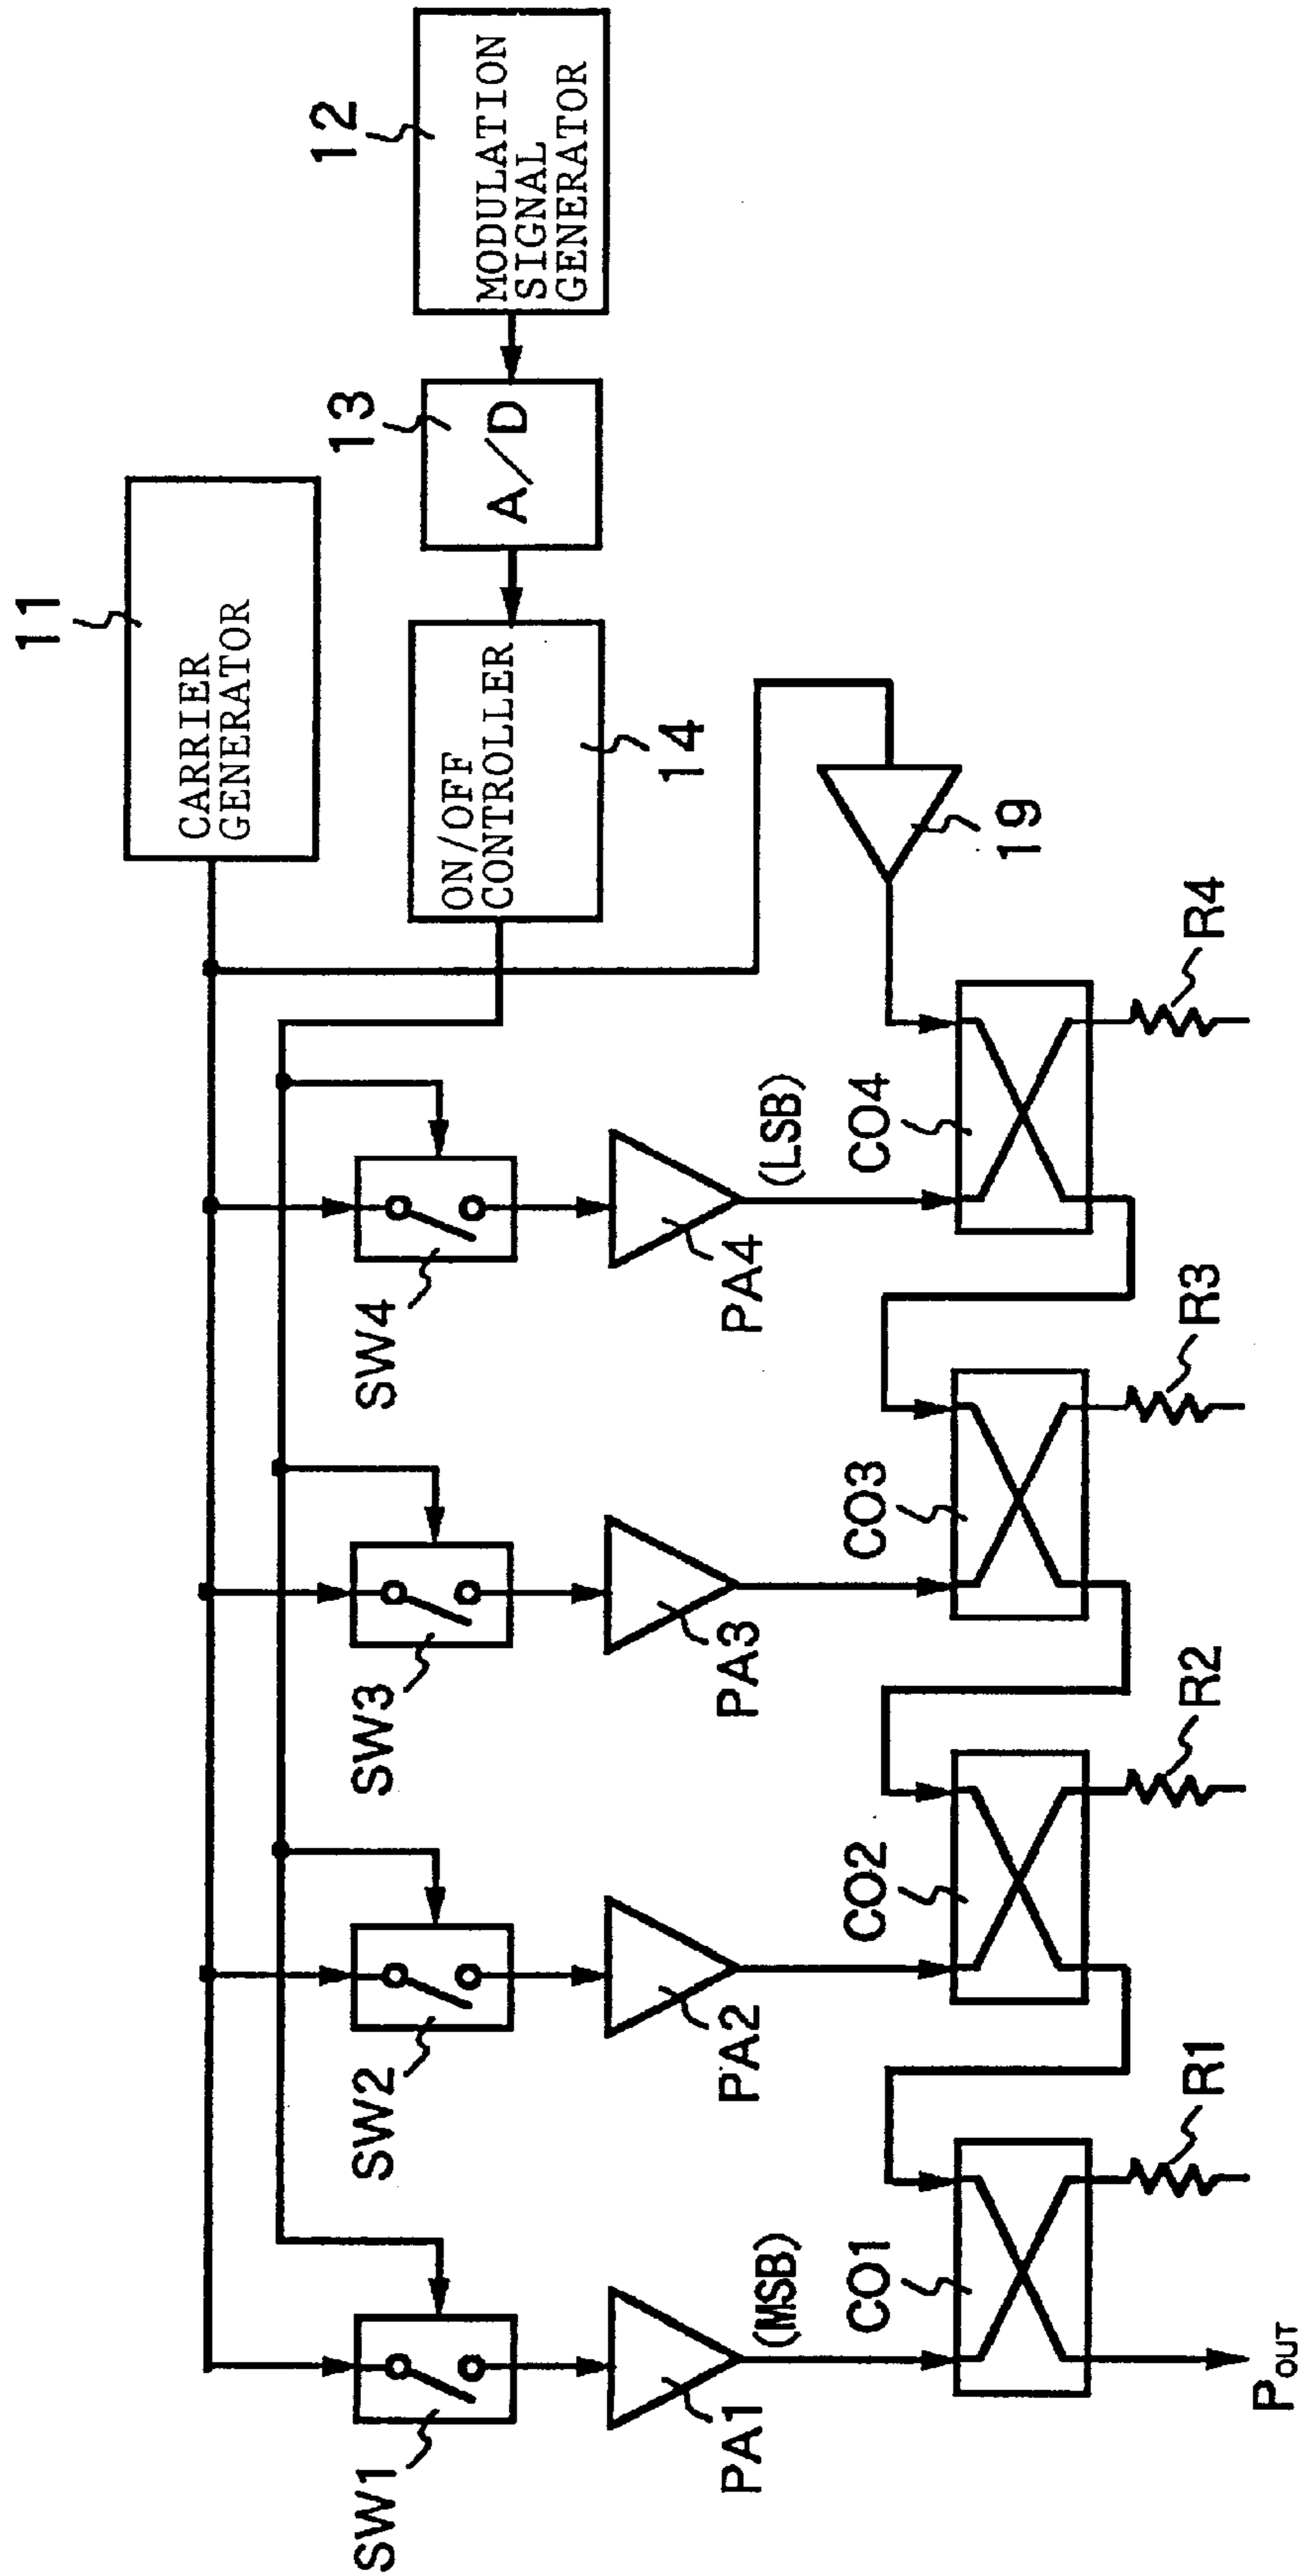 11
CARRIER
GENERATOR
12
MODULATION
SIGNAL
GENERATOR
13
A/D
ON/OFF
CONTROLLER
14
SW1
SW2
SW3
SW4
PA1
PA2
PA3
PA4
(MSB)
(LSB)
19
CO1
CO2
CO3
CO4
R1
R2
R3
R4
POUT